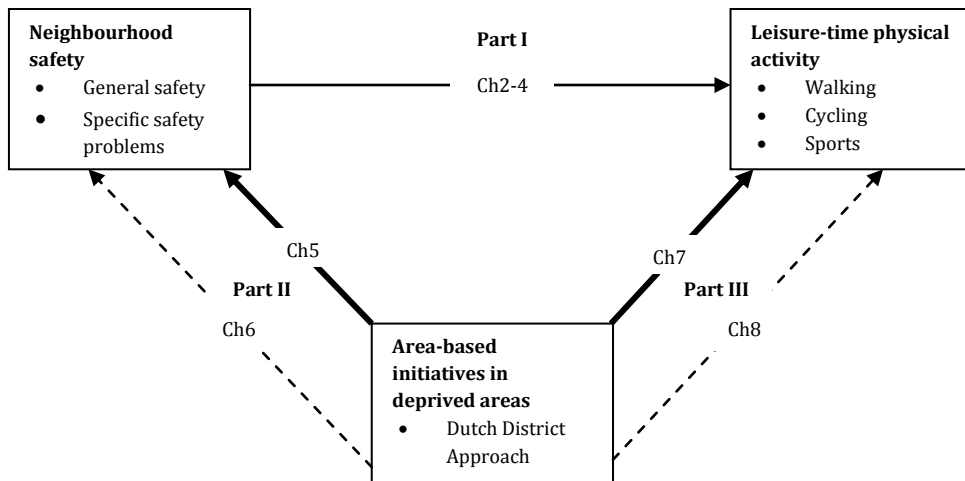 Neighbourhood
safety
• General safety
• Specific safety
problems
Part I
Ch2-4
Leisure-time physical
activity
• Walking
• Cycling
• Sports
Ch5
Part II
Ch6
Ch7
Part III
Ch8
Area-based
initiatives in
deprived areas
• Dutch District
Approach